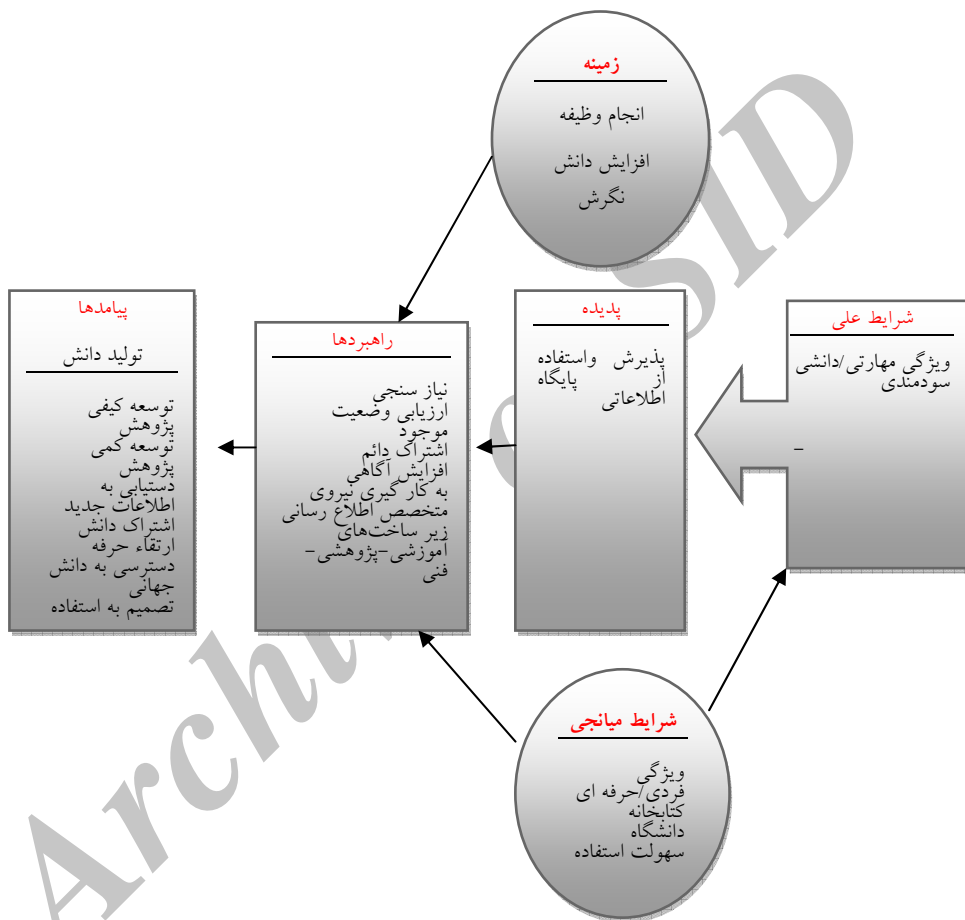 زمینه
انجام وظیفه
افزایش دانش
نگرش
شرایط علی
ویژگی مهارتی/دانشی
سودمندی
–
پدیده
پذیرش واستفاده
از پایگاه
اطلاعاتی
راهبردها
نیاز سنجی
ارزیابی وضعیت
موجود
اشتراک دائم
افزایش آگاهی
به کار گیری نیروی
متخصص اطلاع رسانی
زیر ساخت‌های
آموزشی-پژوهشی-
فنی
پیامدها
تولید دانش
توسعه کیفی
پژوهش
توسعه کمی
پژوهش
دستیابی به
اطلاعات جدید
اشتراک دانش
ارتقاء حرفه
دسترسی به دانش
جهانی
تصمیم به استفاده
شرایط میانجی
ویژگی
فردی/حرفه ای
کتابخانه
دانشگاه
سهولت استفاده